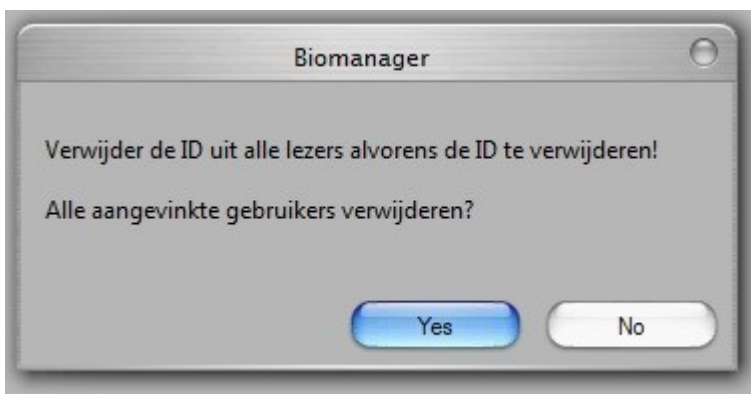 Biomanager
Verwijder de ID uit alle lezers alvorens de ID te verwijderen!
Alle aangevinkte gebruikers verwijderen?
Yes No